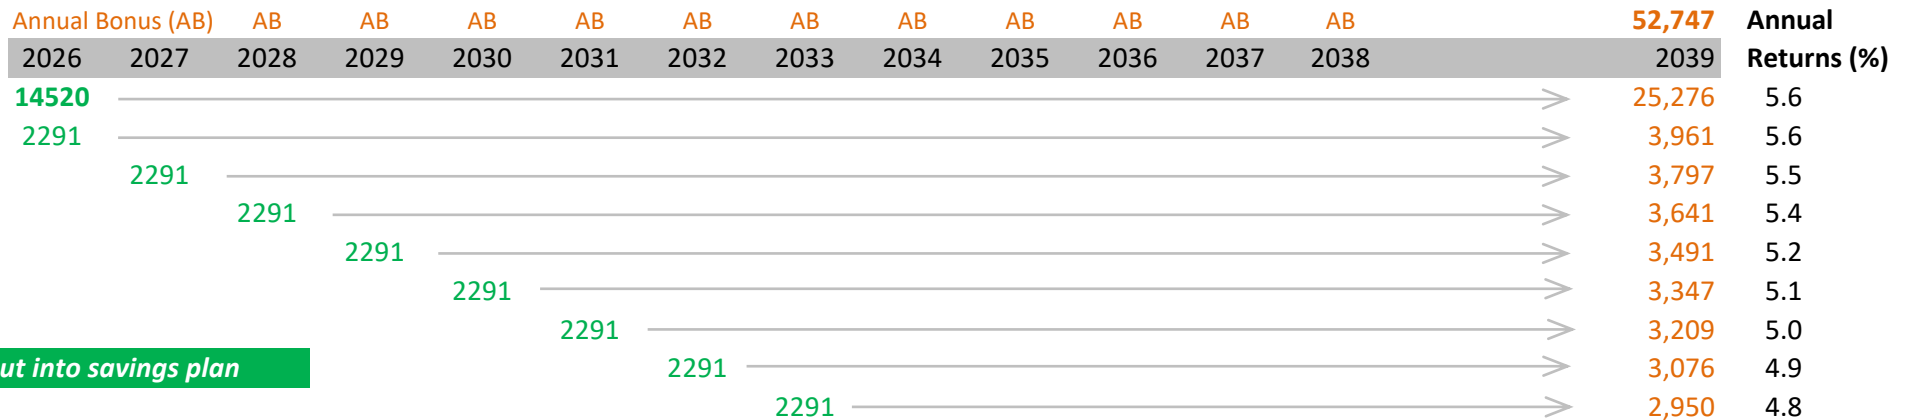 Annual Bonus (AB) AB AB AB AB AB AB AB AB AB AB AB 52,747 Annual
2026 2027 2028 2029 2030 2031 2032 2033 2034 2035 2036 2037 2038 2039 Returns (%)
14520 25,276 5.6
2291 3,961 5.6
2291 3,797 5.5
2291 3,641 5.4
2291 3,491 5.2
2291 3,347 5.1
2291 3,209 5.0
ut into savings plan 2291 3,076 4.9
2291 2,950 4.8